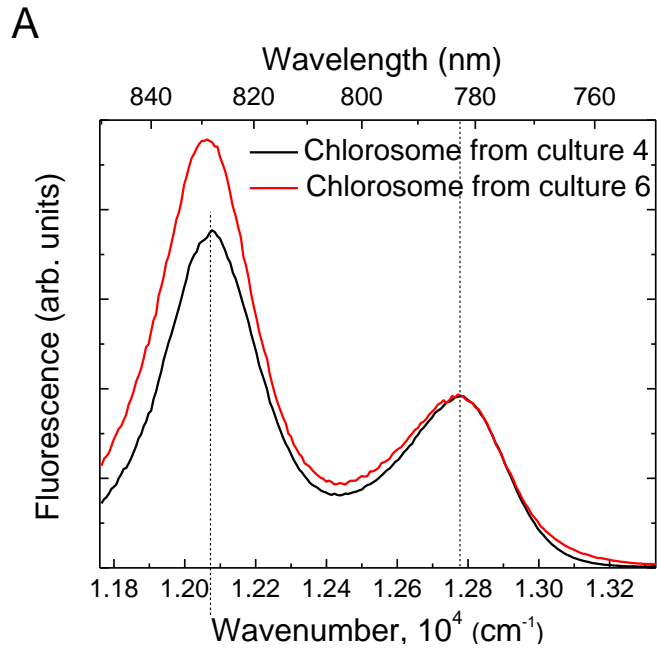 A
Wavelength (nm)
840 820 800 780 760
Chlorosome from culture 4
Chlorosome from culture 6
Fluorescence (arb. units)
1.18 1.20 1.22 1.24 1.26 1.28 1.30 1.32
Wavenumber, 10⁴ (cm⁻¹)